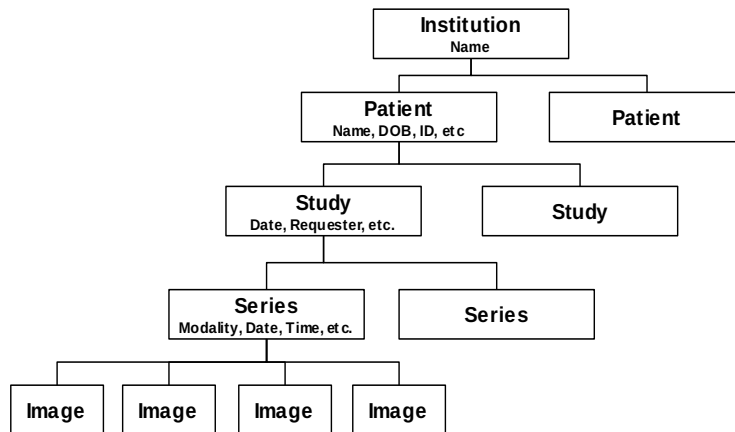 Institution
Name
Patient
Name, DOB, ID, etc
Patient
Study
Date, Requester, etc.
Study
Series
Modality, Date, Time, etc.
Series
Image
Image
Image
Image